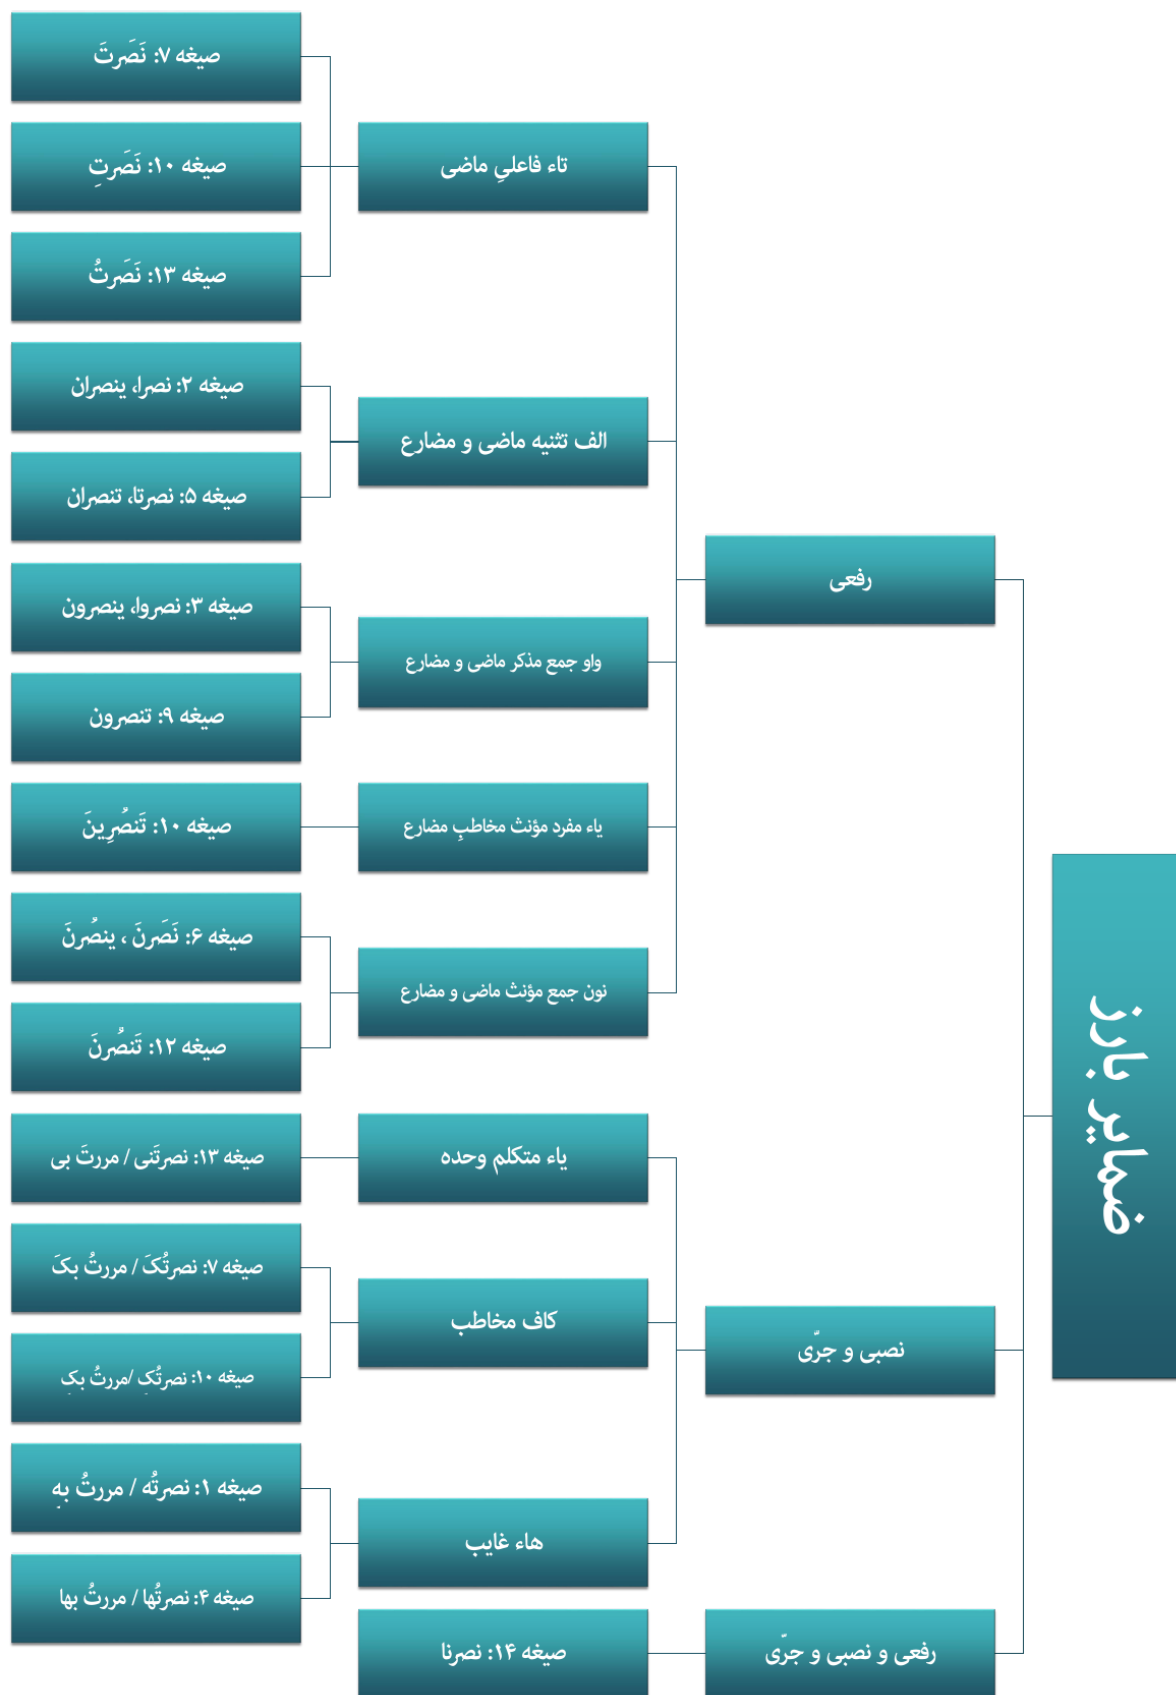 ضمایر بارز
رفعی
تاء فاعلیِ ماضی
صیغه ۷: نَصَرتَ
صیغه ۱۰: نَصَرتِ
صیغه ۱۳: نَصَرتُ
الف تثنیه ماضی و مضارع
صیغه ۲: نصرا، ینصران
صیغه ۵: نصرتا، تنصران
واو جمع مذکر ماضی و مضارع
صیغه ۳: نصروا، ینصرون
صیغه ۹: تنصرون
یاء مفرد مؤنث مخاطبِ مضارع
صیغه ۱۰: تَنصُرِینَ
نون جمع مؤنث ماضی و مضارع
صیغه ۶: نَصَرنَ ، ینصُرنَ
صیغه ۱۲: تَنصُرنَ
نصبی و جرّی
یاء متکلم وحده
صیغه ۱۳: نصرتَنی / مررتَ بی
کاف مخاطب
صیغه ۷: نصرتُکَ / مررتُ بکَ
صیغه ۱۰: نصرتُکِ /مررتُ بکِ
هاء غایب
صیغه ۱: نصرتُه / مررتُ بهِ
صیغه ۴: نصرتُها / مررتُ بها
رفعی و نصبی و جرّی
صیغه ۱۴: نصرنا